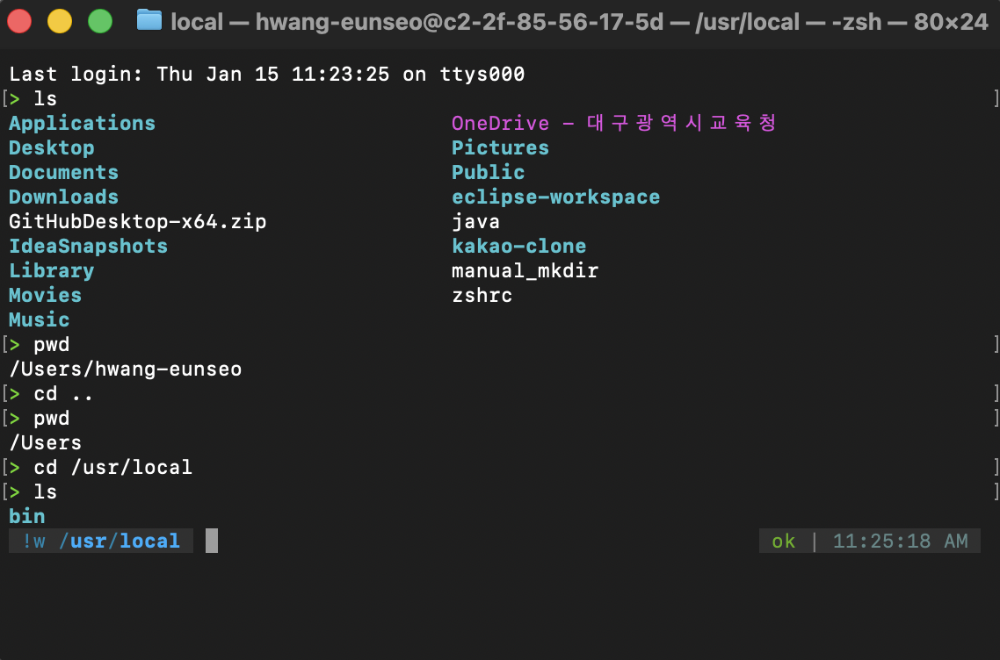 local — hwang-eunseo@c2-2f-85-56-17-5d — /usr/local — -zsh — 80×24
Last login: Thu Jan 15 11:23:25 on ttys000
[> ls ]
Applications OneDrive - 대구광역시교육청
Desktop Pictures
Documents Public
Downloads eclipse-workspace
GitHubDesktop-x64.zip java
IdeaSnapshots kakao-clone
Library manual_mkdir
Movies zshrc
Music
[> pwd ]
/Users/hwang-eunseo
[> cd .. ]
[> pwd ]
/Users
[> cd /usr/local ]
[> ls ]
bin
!w /usr/local ok | 11:25:18 AM